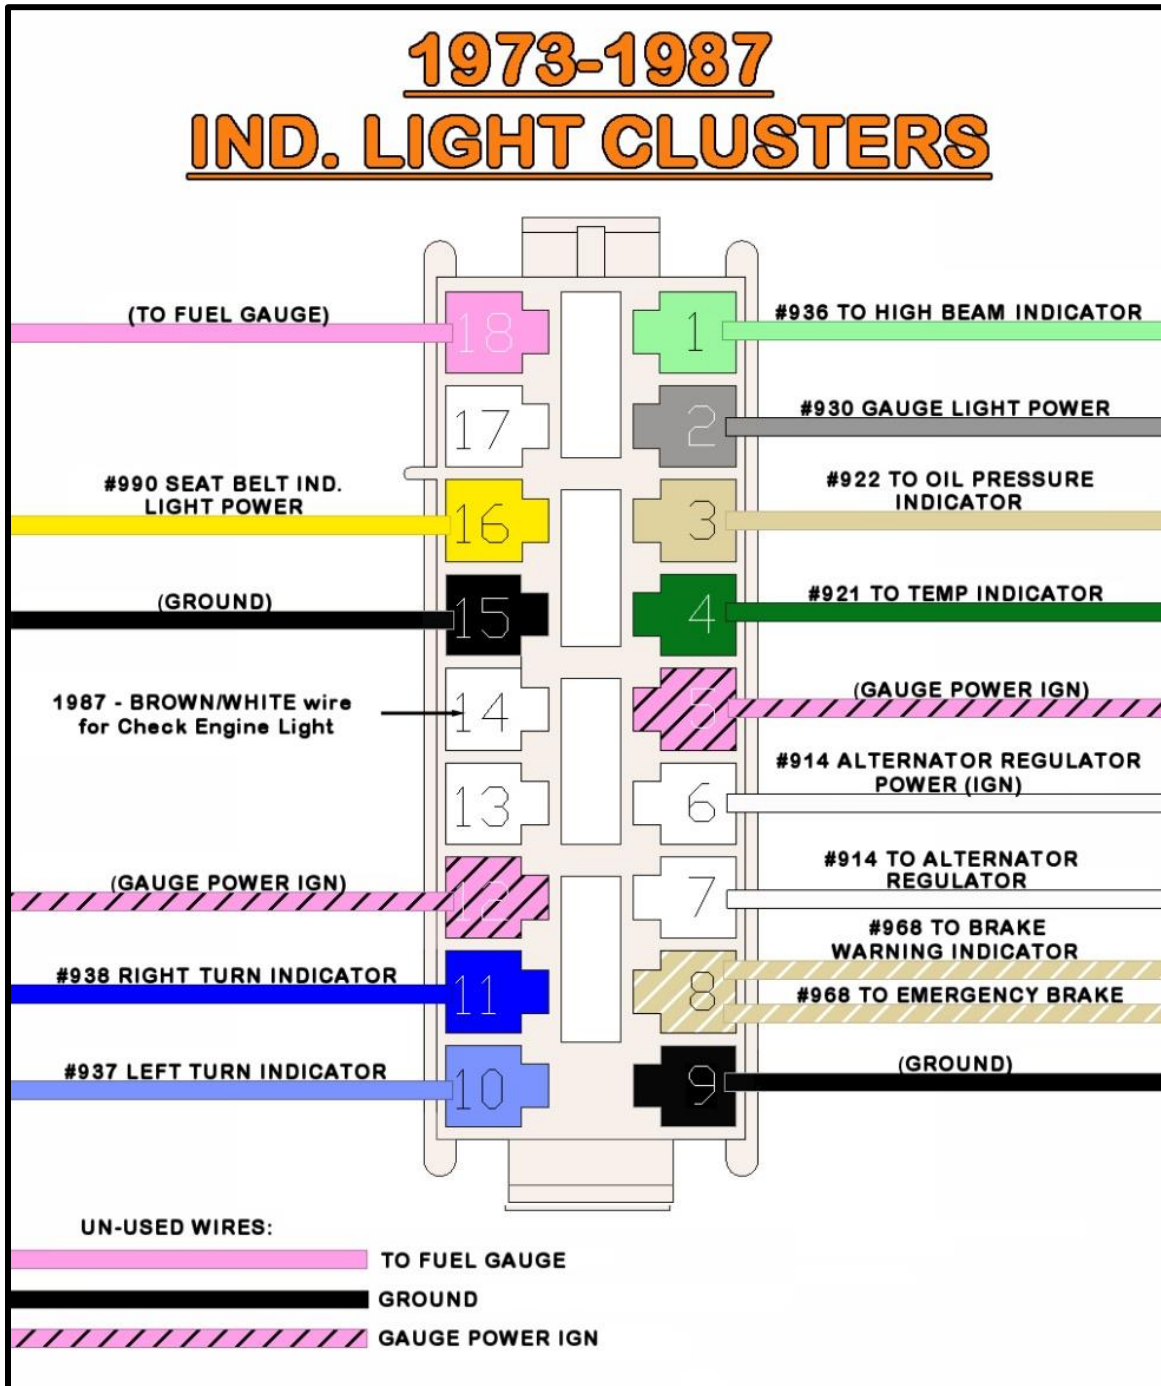 1973-1987
IND. LIGHT CLUSTERS
(TO FUEL GAUGE)
18
1
#936 TO HIGH BEAM INDICATOR
17
2
#930 GAUGE LIGHT POWER
#990 SEAT BELT IND.
LIGHT POWER
16
3
#922 TO OIL PRESSURE
INDICATOR
(GROUND)
15
4
#921 TO TEMP INDICATOR
1987 - BROWN/WHITE wire
for Check Engine Light
14
5
(GAUGE POWER IGN)
13
6
#914 ALTERNATOR REGULATOR
POWER (IGN)
(GAUGE POWER IGN)
12
7
#914 TO ALTERNATOR
REGULATOR
#938 RIGHT TURN INDICATOR
11
8
#968 TO BRAKE
WARNING INDICATOR
#968 TO EMERGENCY BRAKE
#937 LEFT TURN INDICATOR
10
9
(GROUND)
UN-USED WIRES:
TO FUEL GAUGE
GROUND
GAUGE POWER IGN